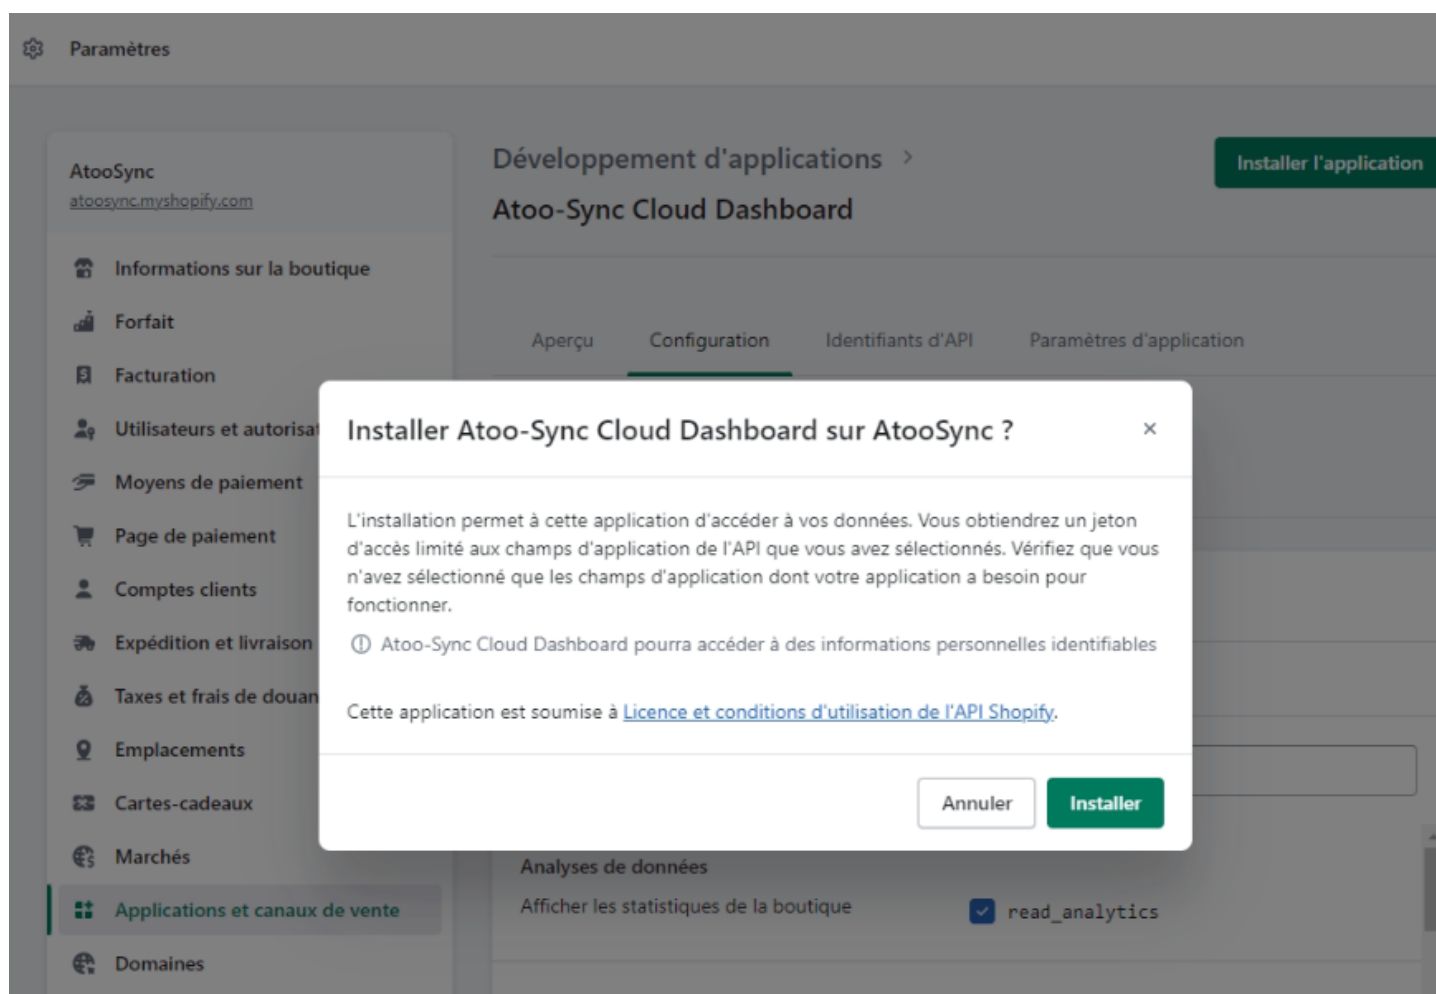 Paramètres
AtooSync
atoosync.myshopify.com
Informations sur la boutique
Forfait
Facturation
Utilisateurs et autorisat
Moyens de paiement
Page de paiement
Comptes clients
Expédition et livraison
Taxes et frais de douan
Emplacements
Cartes-cadeaux
Marchés
Applications et canaux de vente
Domaines
Développement d'applications >
Installer l'application
Atoo-Sync Cloud Dashboard
Aperçu Configuration Identifiants d'API Paramètres d'application
Installer Atoo-Sync Cloud Dashboard sur AtooSync ?
L'installation permet à cette application d'accéder à vos données. Vous obtiendrez un jeton
d'accès limité aux champs d'application de l'API que vous avez sélectionnés. Vérifiez que vous
n'avez sélectionné que les champs d'application dont votre application a besoin pour
fonctionner.
Atoo-Sync Cloud Dashboard pourra accéder à des informations personnelles identifiables
Cette application est soumise à Licence et conditions d'utilisation de l'API Shopify.
Annuler Installer
Analyses de données
Afficher les statistiques de la boutique read_analytics